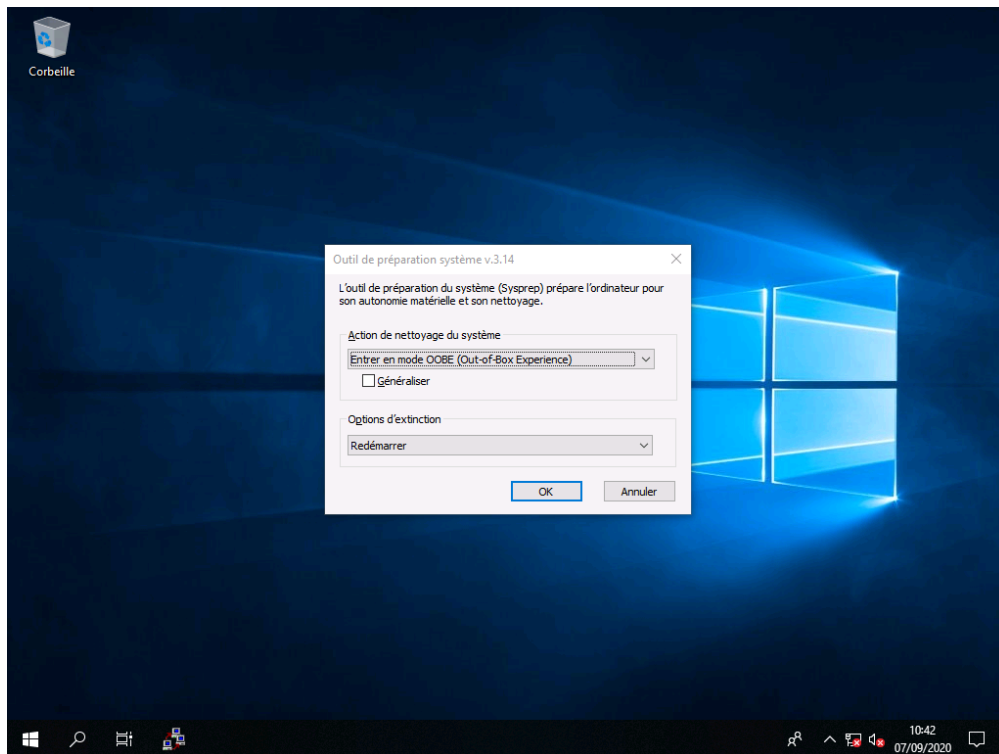 Corbeille
Outil de préparation système v.3.14
L'outil de préparation du système (Sysprep) prépare l'ordinateur pour
son autonomie matérielle et son nettoyage.
Action de nettoyage du système
Entrer en mode OOBE (Out-of-Box Experience)
Généraliser
Options d'extinction
Redémarrer
OK
Annuler
10:42
07/09/2020